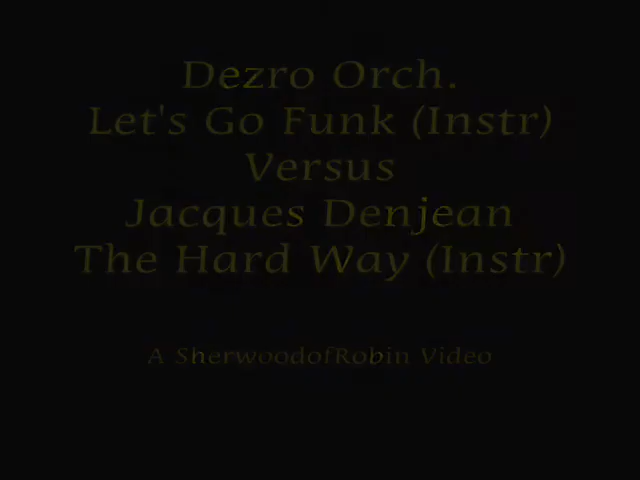 Dezro Orch.
Let's Go Funk (Instr)
Versus
Jacques Denjean
The Hard Way (Instr)
A SherwoodofRobin Video